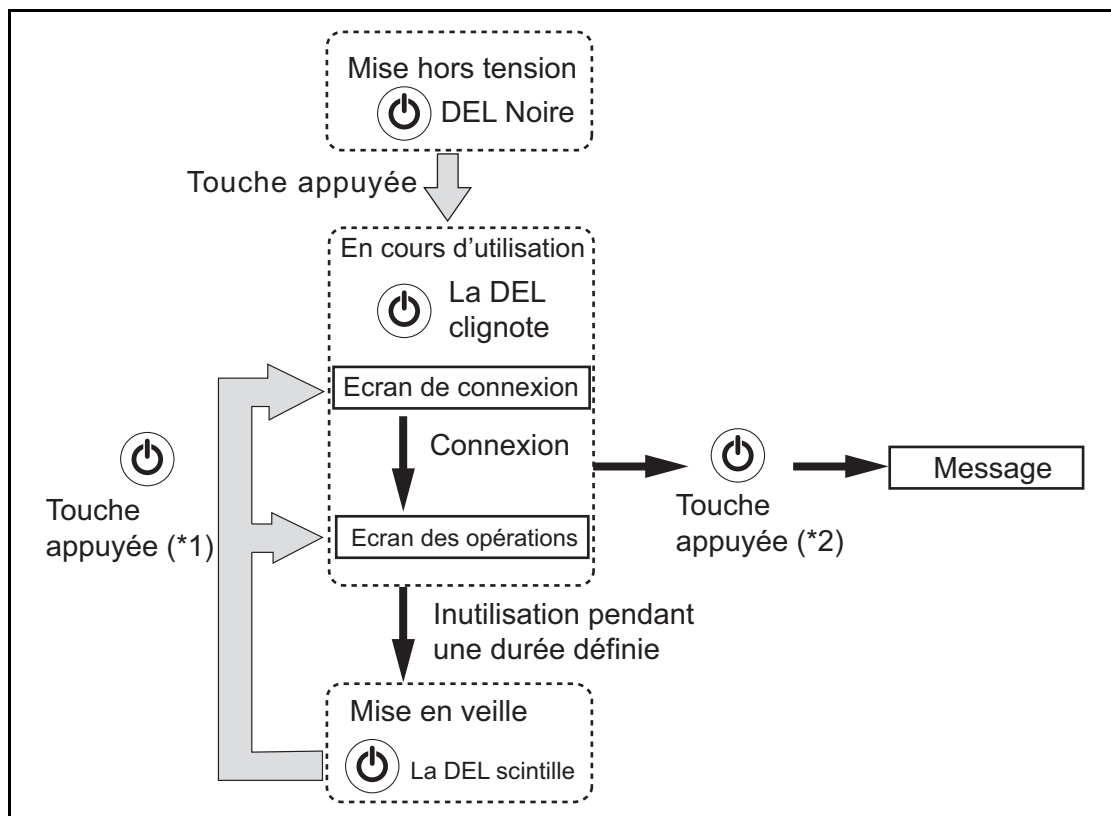 Mise hors tension
DEL Noire
Touche appuyée
En cours d’utilisation
La DEL
clignote
Ecran de connexion
Connexion
Touche
appuyée (*1)
Ecran des opérations
Touche
appuyée (*2)
Message
Inutilisation pendant
une durée définie
Mise en veille
La DEL scintille